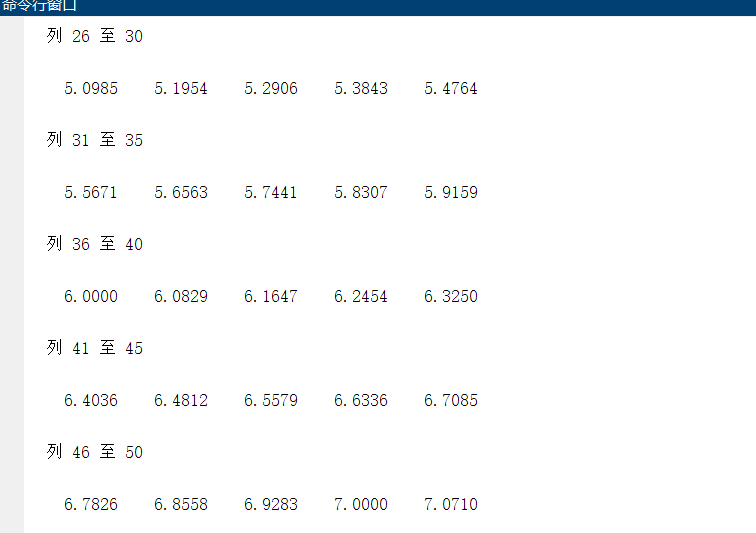 命令行窗口
列 26 至 30
5.0985 5.1954 5.2906 5.3843 5.4764
列 31 至 35
5.5671 5.6563 5.7441 5.8307 5.9159
列 36 至 40
6.0000 6.0829 6.1647 6.2454 6.3250
列 41 至 45
6.4036 6.4812 6.5579 6.6336 6.7085
列 46 至 50
6.7826 6.8558 6.9283 7.0000 7.0710